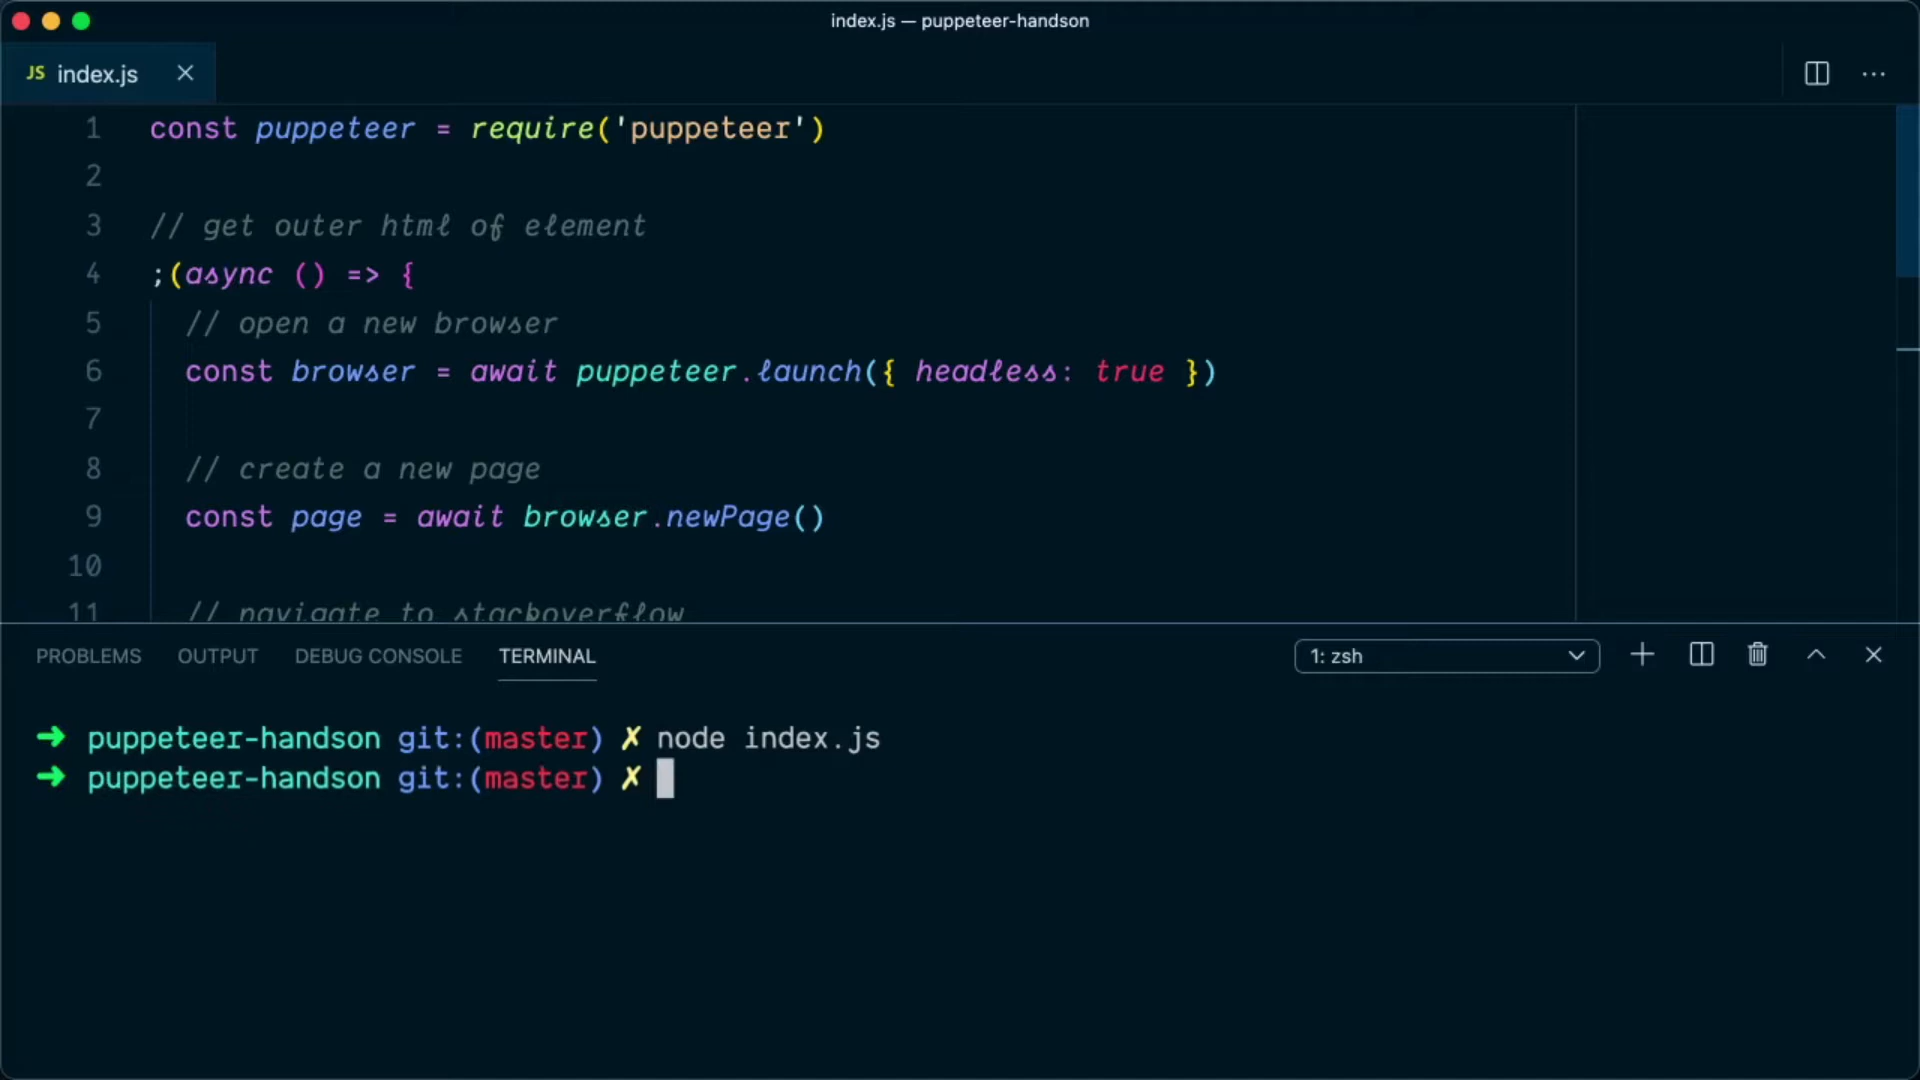 index.js — puppeteer-handson
JS index.js
1 const puppeteer = require('puppeteer')
2
3 // get outer html of element
4 ;(async () => {
5 // open a new browser
6 const browser = await puppeteer.launch({ headless: true })
7
8 // create a new page
9 const page = await browser.newPage()
10
11 // navigate to stackoverflow
PROBLEMS OUTPUT DEBUG CONSOLE TERMINAL 1: zsh
➜ puppeteer-handson git:(master) ✗ node index.js
➜ puppeteer-handson git:(master) ✗